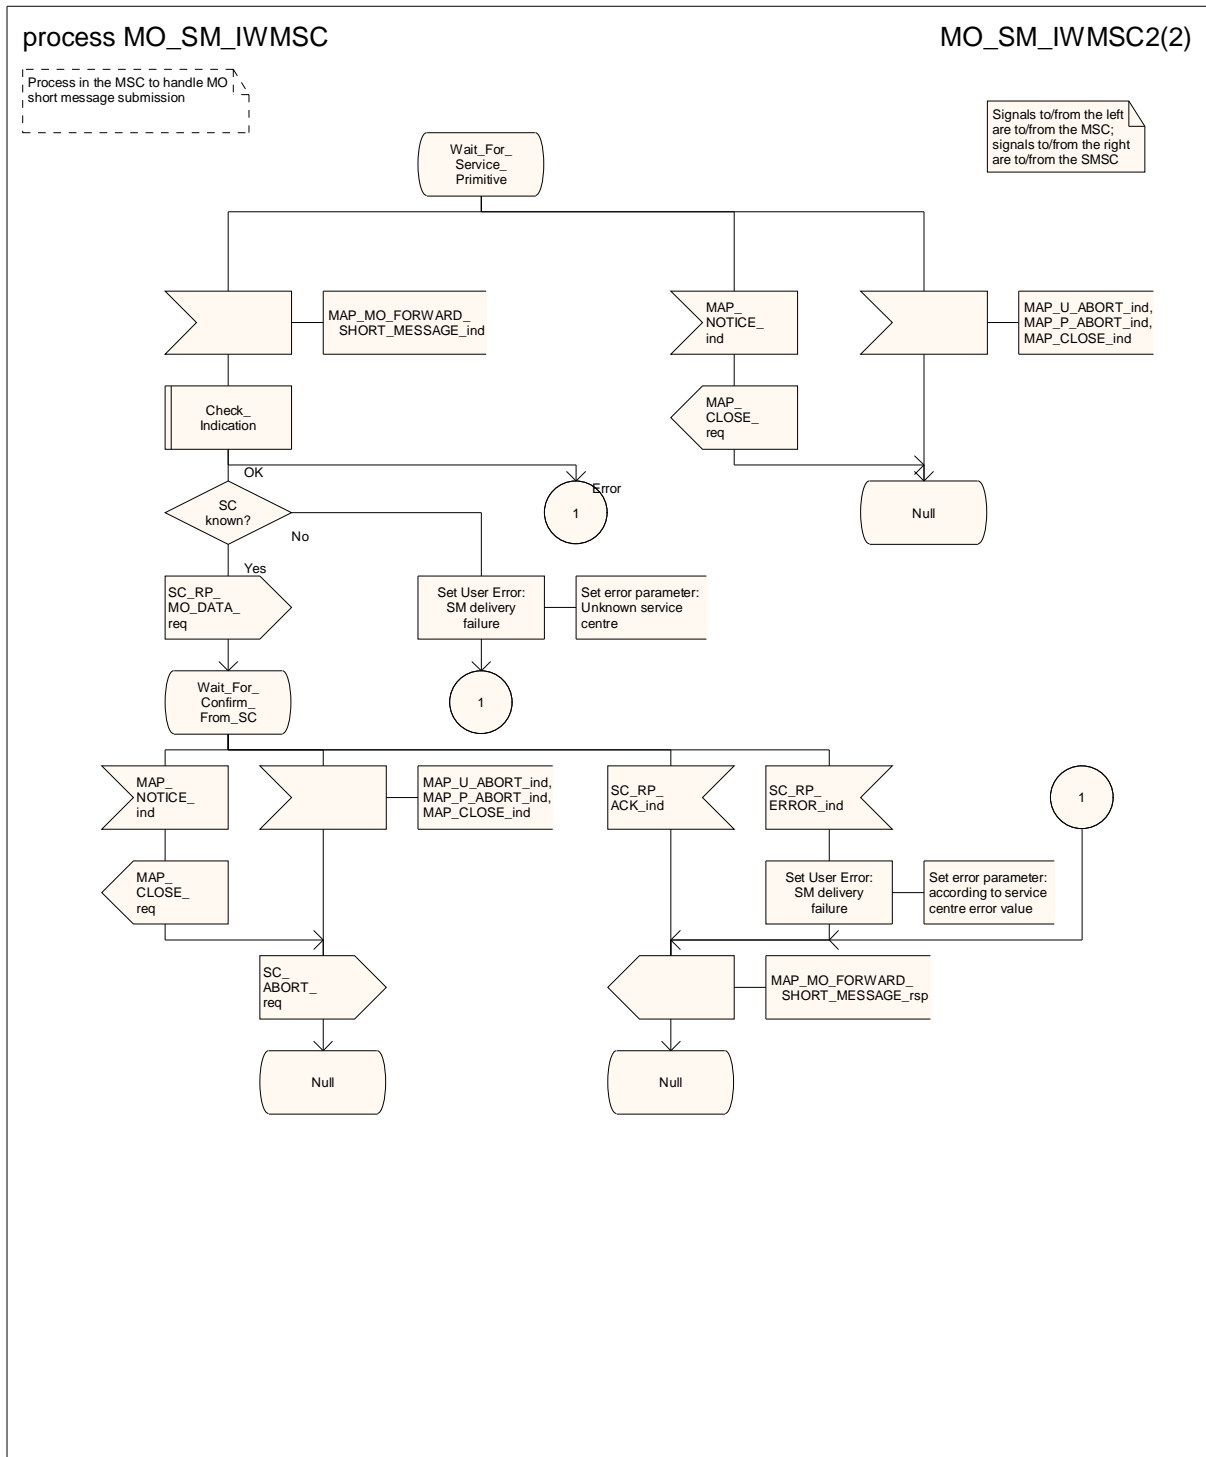 process MO_SM_IWMSC
MO_SM_IWMSC2(2)
Process in the MSC to handle MO
short message submission
Signals to/from the left
are to/from the MSC;
signals to/from the right
are to/from the SMSC
Wait_For_
Service_
Primitive
MAP_MO_FORWARD_
SHORT_MESSAGE_ind
MAP_
NOTICE_
ind
MAP_U_ABORT_ind,
MAP_P_ABORT_ind,
MAP_CLOSE_ind
Check_
Indication
MAP_
CLOSE_
req
OK
Error
SC
known?
1
Null
No
Yes
SC_RP_
MO_DATA_
req
Set User Error:
SM delivery
failure
Set error parameter:
Unknown service
centre
Wait_For_
Confirm_
From_SC
1
MAP_
NOTICE_
ind
MAP_U_ABORT_ind,
MAP_P_ABORT_ind,
MAP_CLOSE_ind
SC_RP_
ACK_ind
SC_RP_
ERROR_ind
1
MAP_
CLOSE_
req
Set User Error:
SM delivery
failure
Set error parameter:
according to service
centre error value
SC_
ABORT_
req
MAP_MO_FORWARD_
SHORT_MESSAGE_rsp
Null
Null